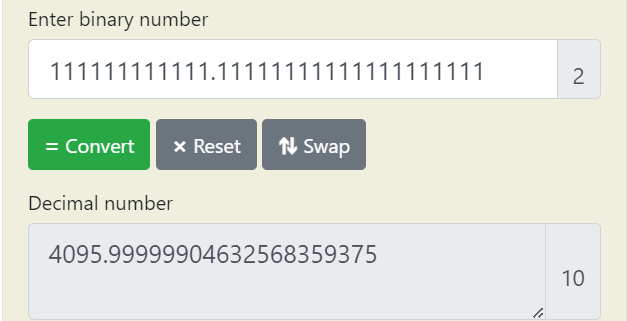 Enter binary number
111111111111.11111111111111111111
2
= Convert
× Reset
Swap
Decimal number
4095.99999904632568359375
10